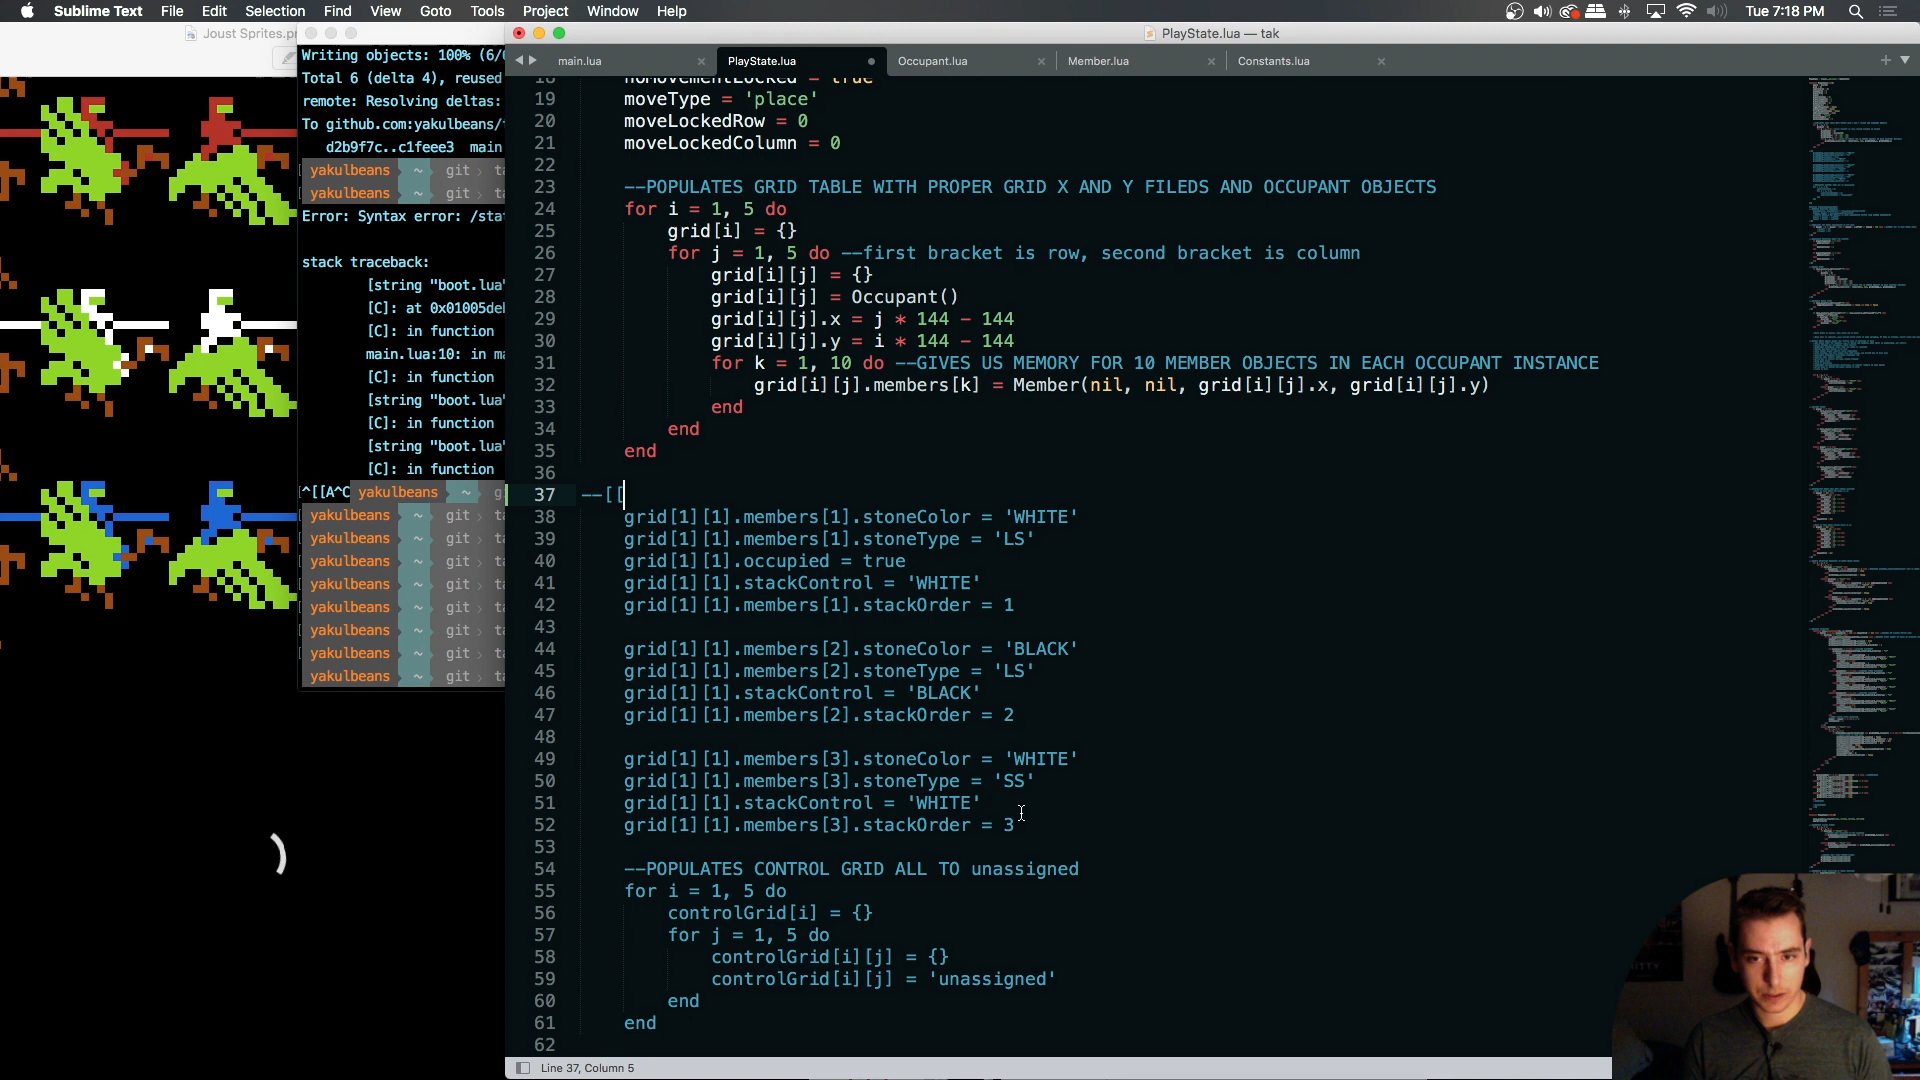 Sublime Text File Edit Selection Find View Goto Tools Project Window Help
Tue 7:18 PM
Joust Sprites.p
PlayState.lua — tak
main.lua
PlayState.lua
Occupant.lua
Member.lua
Constants.lua
Writing objects: 100% (6/
Total 6 (delta 4), reused
remote: Resolving deltas:
To github.com:yakulbeans/
d2b9f7c..c1feee3 main
yakulbeans ~ git
yakulbeans ~ git
Error: Syntax error: /sta
stack traceback:
[string "boot.lua"
[C]: at 0x01005de
[C]: in function
main.lua:10: in m
[C]: in function
[string "boot.lua"
[C]: in function
[string "boot.lua"
[C]: in function
^[[A^C yakulbeans ~ g
yakulbeans ~ git
yakulbeans ~ git
yakulbeans ~ git
yakulbeans ~ git
yakulbeans ~ git
yakulbeans ~ git
yakulbeans ~ git
yakulbeans ~ git
18 noMovementLocked = true
19 moveType = 'place'
20 moveLockedRow = 0
21 moveLockedColumn = 0
22
23 --POPULATES GRID TABLE WITH PROPER GRID X AND Y FILEDS AND OCCUPANT OBJECTS
24 for i = 1, 5 do
25 grid[i] = {}
26 for j = 1, 5 do --first bracket is row, second bracket is column
27 grid[i][j] = {}
28 grid[i][j] = Occupant()
29 grid[i][j].x = j * 144 - 144
30 grid[i][j].y = i * 144 - 144
31 for k = 1, 10 do --GIVES US MEMORY FOR 10 MEMBER OBJECTS IN EACH OCCUPANT INSTANCE
32 grid[i][j].members[k] = Member(nil, nil, grid[i][j].x, grid[i][j].y)
33 end
34 end
35 end
36
37 --[[
38 grid[1][1].members[1].stoneColor = 'WHITE'
39 grid[1][1].members[1].stoneType = 'LS'
40 grid[1][1].occupied = true
41 grid[1][1].stackControl = 'WHITE'
42 grid[1][1].members[1].stackOrder = 1
43
44 grid[1][1].members[2].stoneColor = 'BLACK'
45 grid[1][1].members[2].stoneType = 'LS'
46 grid[1][1].stackControl = 'BLACK'
47 grid[1][1].members[2].stackOrder = 2
48
49 grid[1][1].members[3].stoneColor = 'WHITE'
50 grid[1][1].members[3].stoneType = 'SS'
51 grid[1][1].stackControl = 'WHITE'
52 grid[1][1].members[3].stackOrder = 3
53
54 --POPULATES CONTROL GRID ALL TO unassigned
55 for i = 1, 5 do
56 controlGrid[i] = {}
57 for j = 1, 5 do
58 controlGrid[i][j] = {}
59 controlGrid[i][j] = 'unassigned'
60 end
61 end
62
Line 37, Column 5